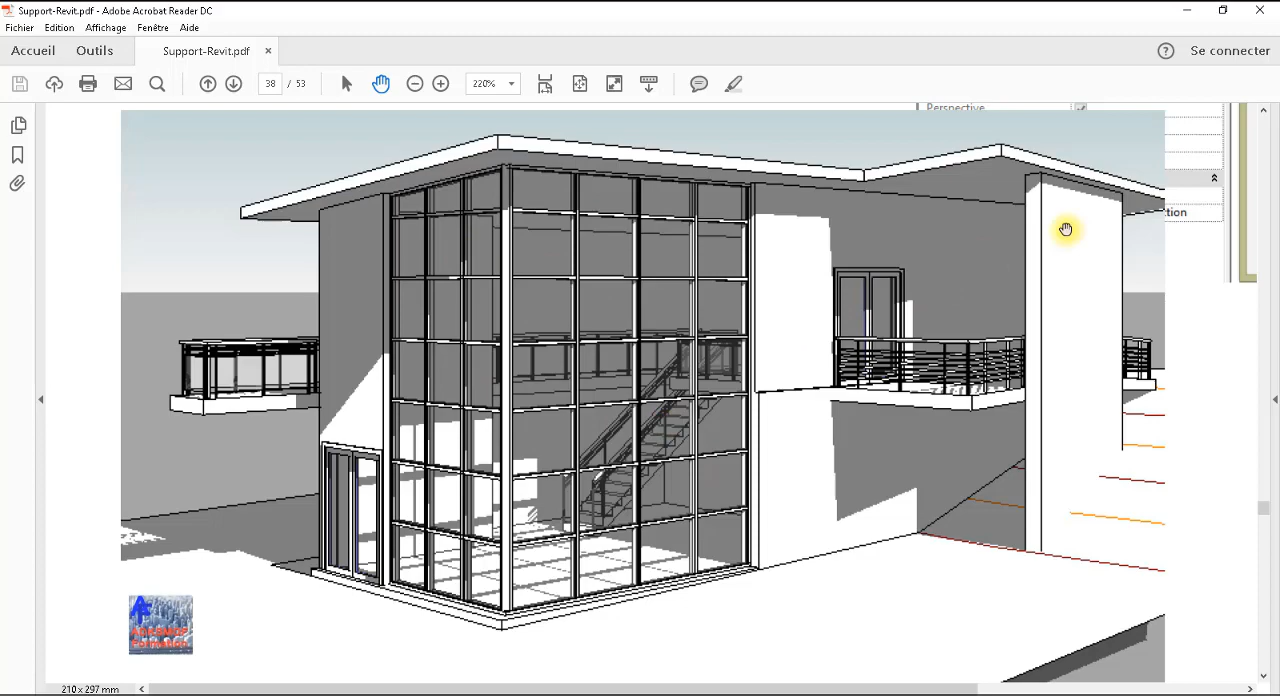 Support-Revit.pdf - Adobe Acrobat Reader DC
Fichier Edition Affichage Fenêtre Aide
Accueil Outils Support-Revit.pdf × Se connecter
38 / 53 220%
Perspective
tion
Formation
210 x 297 mm